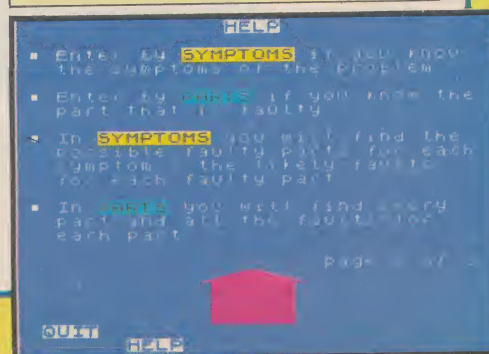 HELP
Enter by SYMPTOMS if you know
the symptoms of the problem
Enter by PARTS if you know the
part that is faulty
In SYMPTOMS you will find the
possible faulty parts for each
symptom the likely faults
for each faulty part
In PARTS you will find every
part and all the faults for
each part
page of
QUIT
HELP